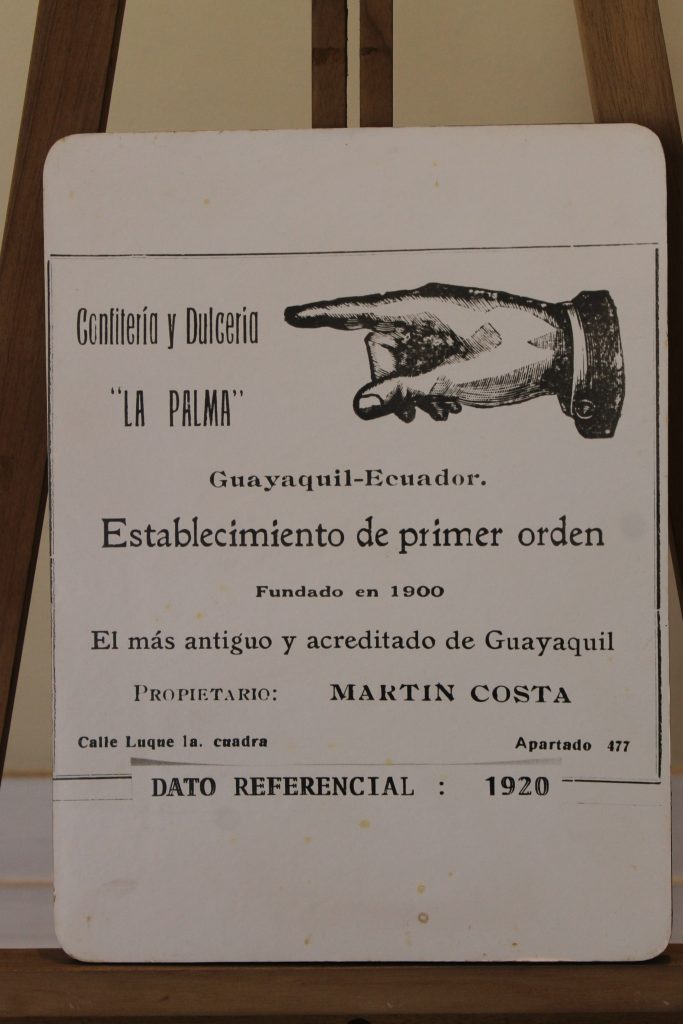 Confitería y Dulceria
"LA PALMA"
Guayaquil-Ecuador.
Establecimiento de primer orden
Fundado en 1900
El más antiguo y acreditado de Guayaquil
PROPIETARIO: MARTIN COSTA
Calle Luque 1a. cuadra Apartado 477
DATO REFERENCIAL : 1920